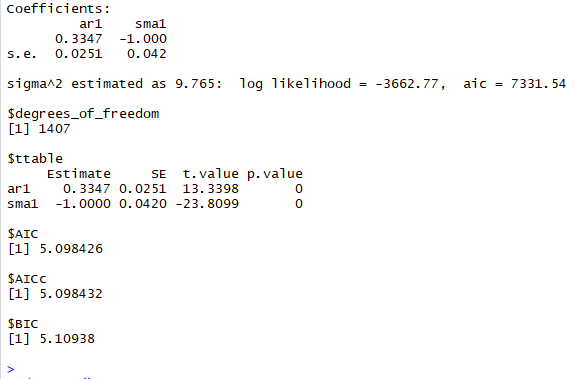 Coefficients:
         ar1    sma1
      0.3347  -1.000
s.e.  0.0251   0.042

sigma^2 estimated as 9.765:  log likelihood = -3662.77,  aic = 7331.54

$degrees_of_freedom
[1] 1407

$ttable
     Estimate     SE  t.value p.value
ar1    0.3347 0.0251  13.3398       0
sma1  -1.0000 0.0420 -23.8099       0

$AIC
[1] 5.098426

$AICc
[1] 5.098432

$BIC
[1] 5.10938

>